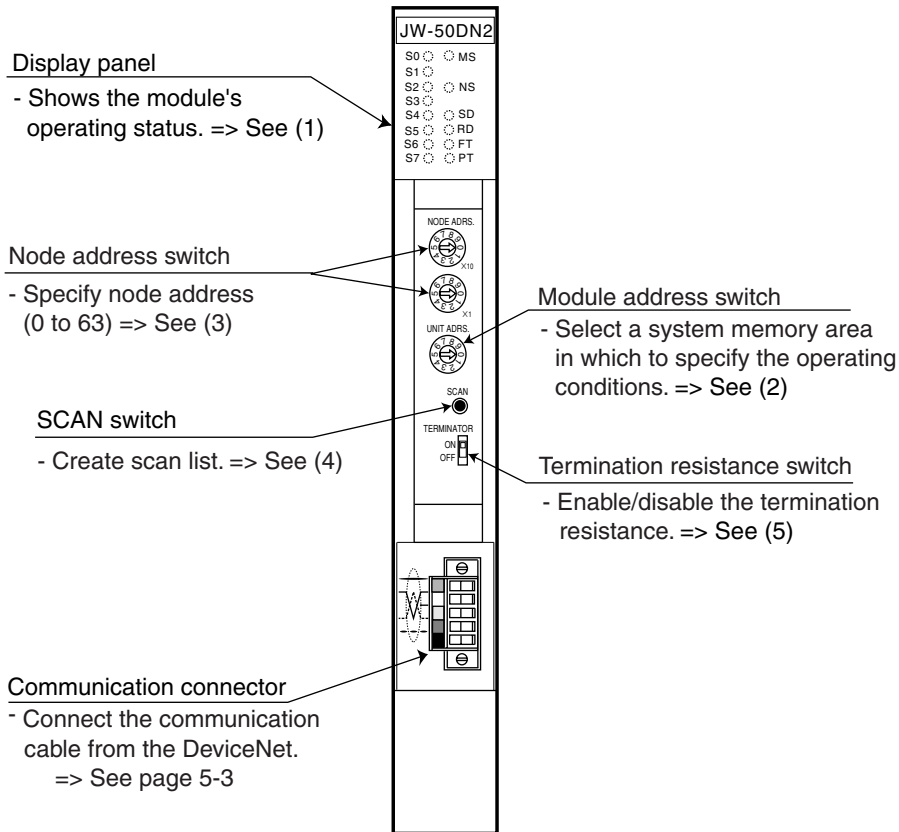 JW-50DN2
S0 MS
S1
S2 NS
S3
S4 SD
S5 RD
S6 FT
S7 PT
Display panel
- Shows the module's
operating status. => See (1)
NODE ADRS.
X10
X1
UNIT ADRS.
SCAN
TERMINATOR
ON
OFF
Node address switch
- Specify node address
(0 to 63) => See (3)
Module address switch
- Select a system memory area
in which to specify the operating
conditions. => See (2)
SCAN switch
- Create scan list. => See (4)
Termination resistance switch
- Enable/disable the termination
resistance. => See (5)
Communication connector
- Connect the communication
cable from the DeviceNet.
=> See page 5-3